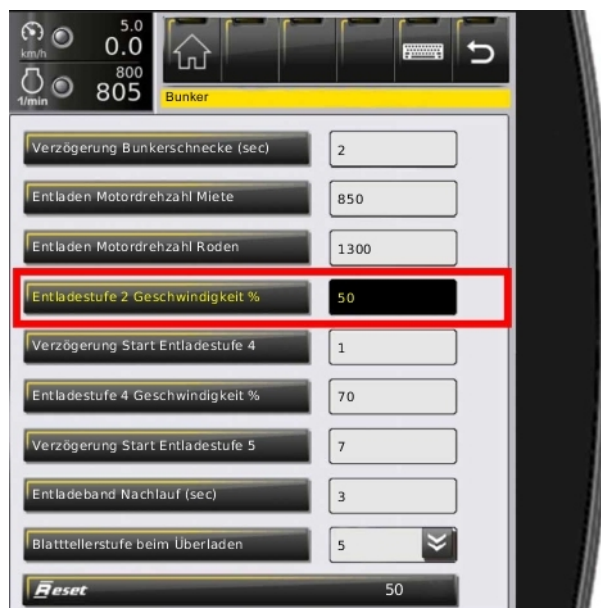 km/h 5.0
0.0
1/min 800
805
Bunker
Verzögerung Bunkerschnecke (sec) 2
Entladen Motordrehzahl Miete 850
Entladen Motordrehzahl Roden 1300
Entladestufe 2 Geschwindigkeit % 50
Verzögerung Start Entladestufe 4 1
Entladestufe 4 Geschwindigkeit % 70
Verzögerung Start Entladestufe 5 7
Entladeband Nachlauf (sec) 3
Blatttellerstufe beim Überladen 5
Reset 50